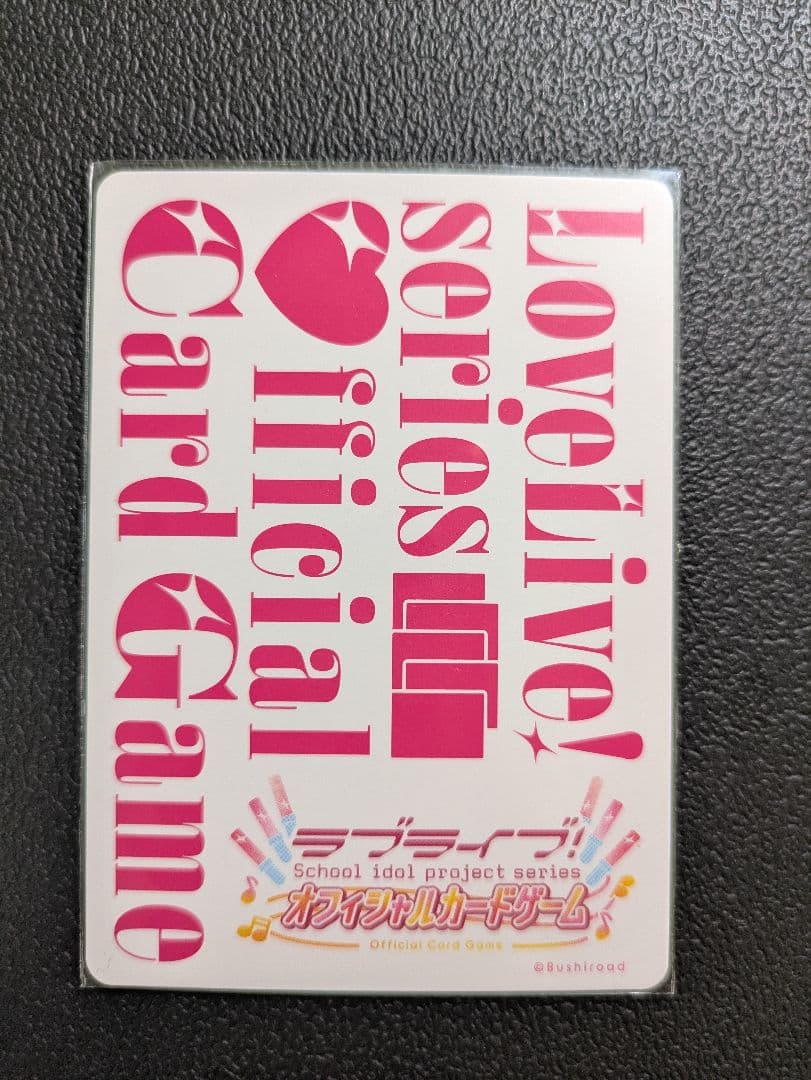 LoveLive!
series
fficial
Card Game
ラブライブ!
School idol project series
オフィシャルカードゲーム
Official Card Game
©Bushiroad